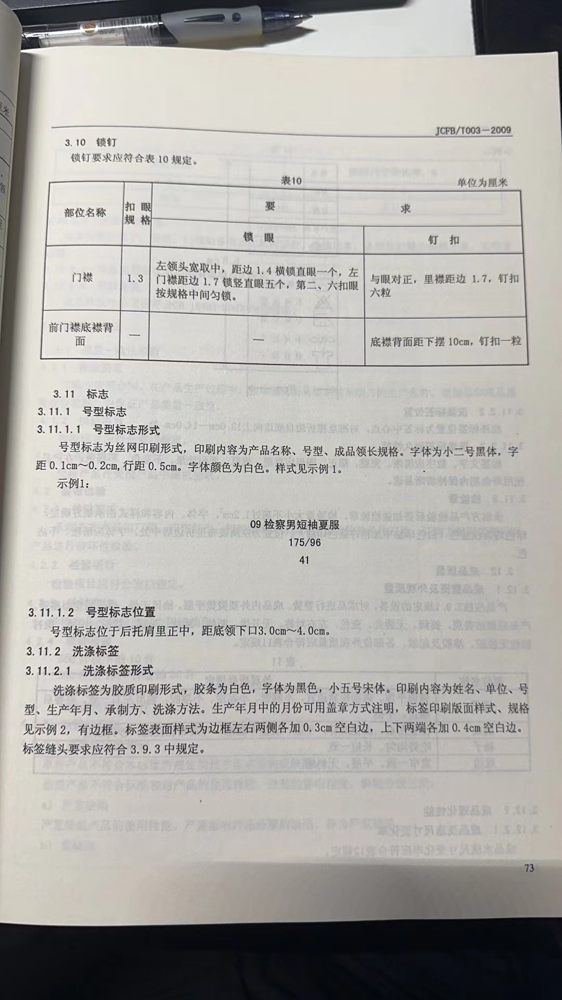 JCFB/T003—2009
3.10 锁钉
锁钉要求应符合表 10 规定。
表10
单位为厘米
部位名称
扣 眼
规 格
要 求
锁 眼
钉 扣
门襟
1.3
左领头宽取中，距边 1.4 横锁直眼一个，左
门襟距边 1.7 锁竖直眼五个，第二、六扣眼
按规格中间匀锁。
与眼对正，里襟距边 1.7，钉扣
六粒
前门襟底襟背
面
—
—
底襟背面距下摆 10cm，钉扣一粒
3.11 标志
3.11.1 号型标志
3.11.1.1 号型标志形式
号型标志为丝网印刷形式，印刷内容为产品名称、号型、成品领长规格。字体为小二号黑体，字
距 0.1cm～0.2cm,行距 0.5cm。字体颜色为白色。样式见示例 1。
示例1：
09 检察男短袖夏服
175/96
41
3.11.1.2 号型标志位置
号型标志位于后托肩里正中，距底领下口3.0cm～4.0cm。
3.11.2 洗涤标签
3.11.2.1 洗涤标签形式
洗涤标签为胶质印刷形式，胶条为白色，字体为黑色，小五号宋体。印刷内容为姓名、单位、号
型、生产年月、承制方、洗涤方法。生产年月中的月份可用盖章方式注明，标签印刷版面样式、规格
见示例 2，有边框。标签表面样式为边框左右两侧各加 0.3cm 空白边，上下两端各加 0.4cm 空白边。
标签缝头要求应符合 3.9.3 中规定。
73